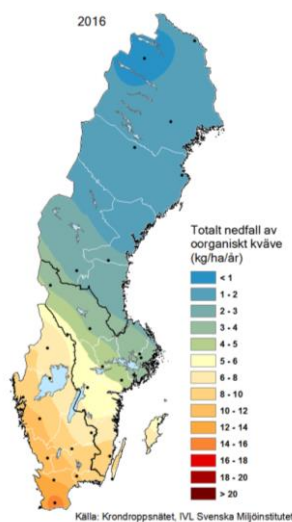 2016
Totalt nedfall av
oorganiskt kväve
(kg/ha/år)
< 1
1 - 2
2 - 3
3 - 4
4 - 5
5 - 6
6 - 8
8 - 10
10 - 12
12 - 14
14 - 16
16 - 18
18 - 20
> 20
Källa: Krondroppsnätet, IVL Svenska Miljöinstitutet